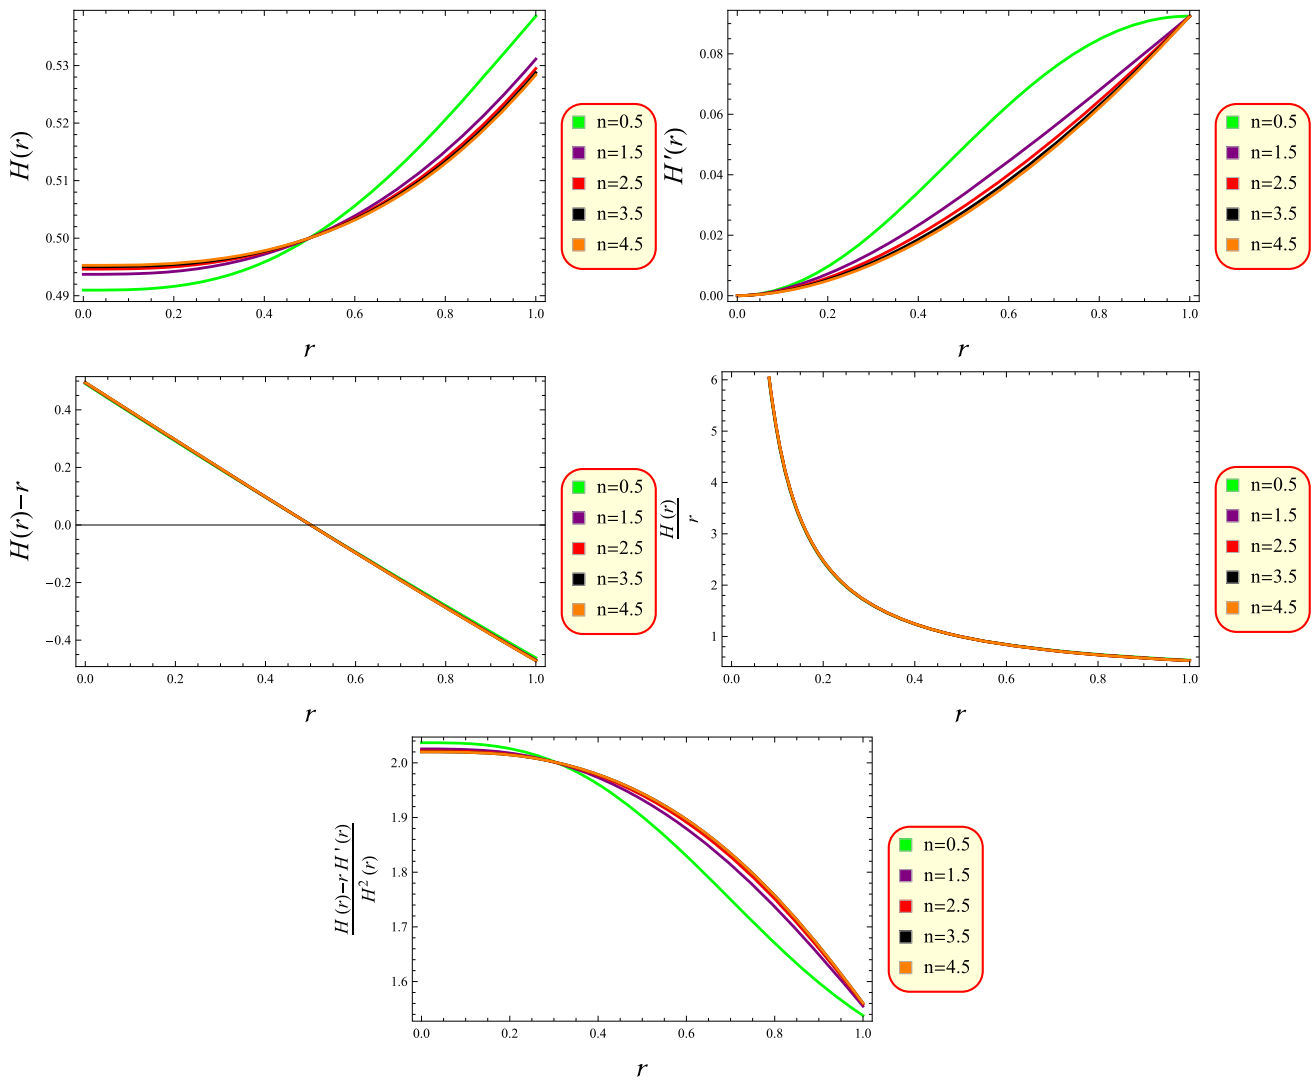 H(r)
0.53
0.52
0.51
0.50
0.49
0.0 0.2 0.4 0.6 0.8 1.0
r
n=0.5
n=1.5
n=2.5
n=3.5
n=4.5
H'(r)
0.08
0.06
0.04
0.02
0.00
0.0 0.2 0.4 0.6 0.8 1.0
r
n=0.5
n=1.5
n=2.5
n=3.5
n=4.5
H(r)−r
0.4
0.2
0.0
−0.2
−0.4
0.0 0.2 0.4 0.6 0.8 1.0
r
n=0.5
n=1.5
n=2.5
n=3.5
n=4.5
H (r)
r
6
5
4
3
2
1
0.0 0.2 0.4 0.6 0.8 1.0
r
n=0.5
n=1.5
n=2.5
n=3.5
n=4.5
H (r)−r H ' (r)
H² (r)
2.0
1.9
1.8
1.7
1.6
0.0 0.2 0.4 0.6 0.8 1.0
r
n=0.5
n=1.5
n=2.5
n=3.5
n=4.5